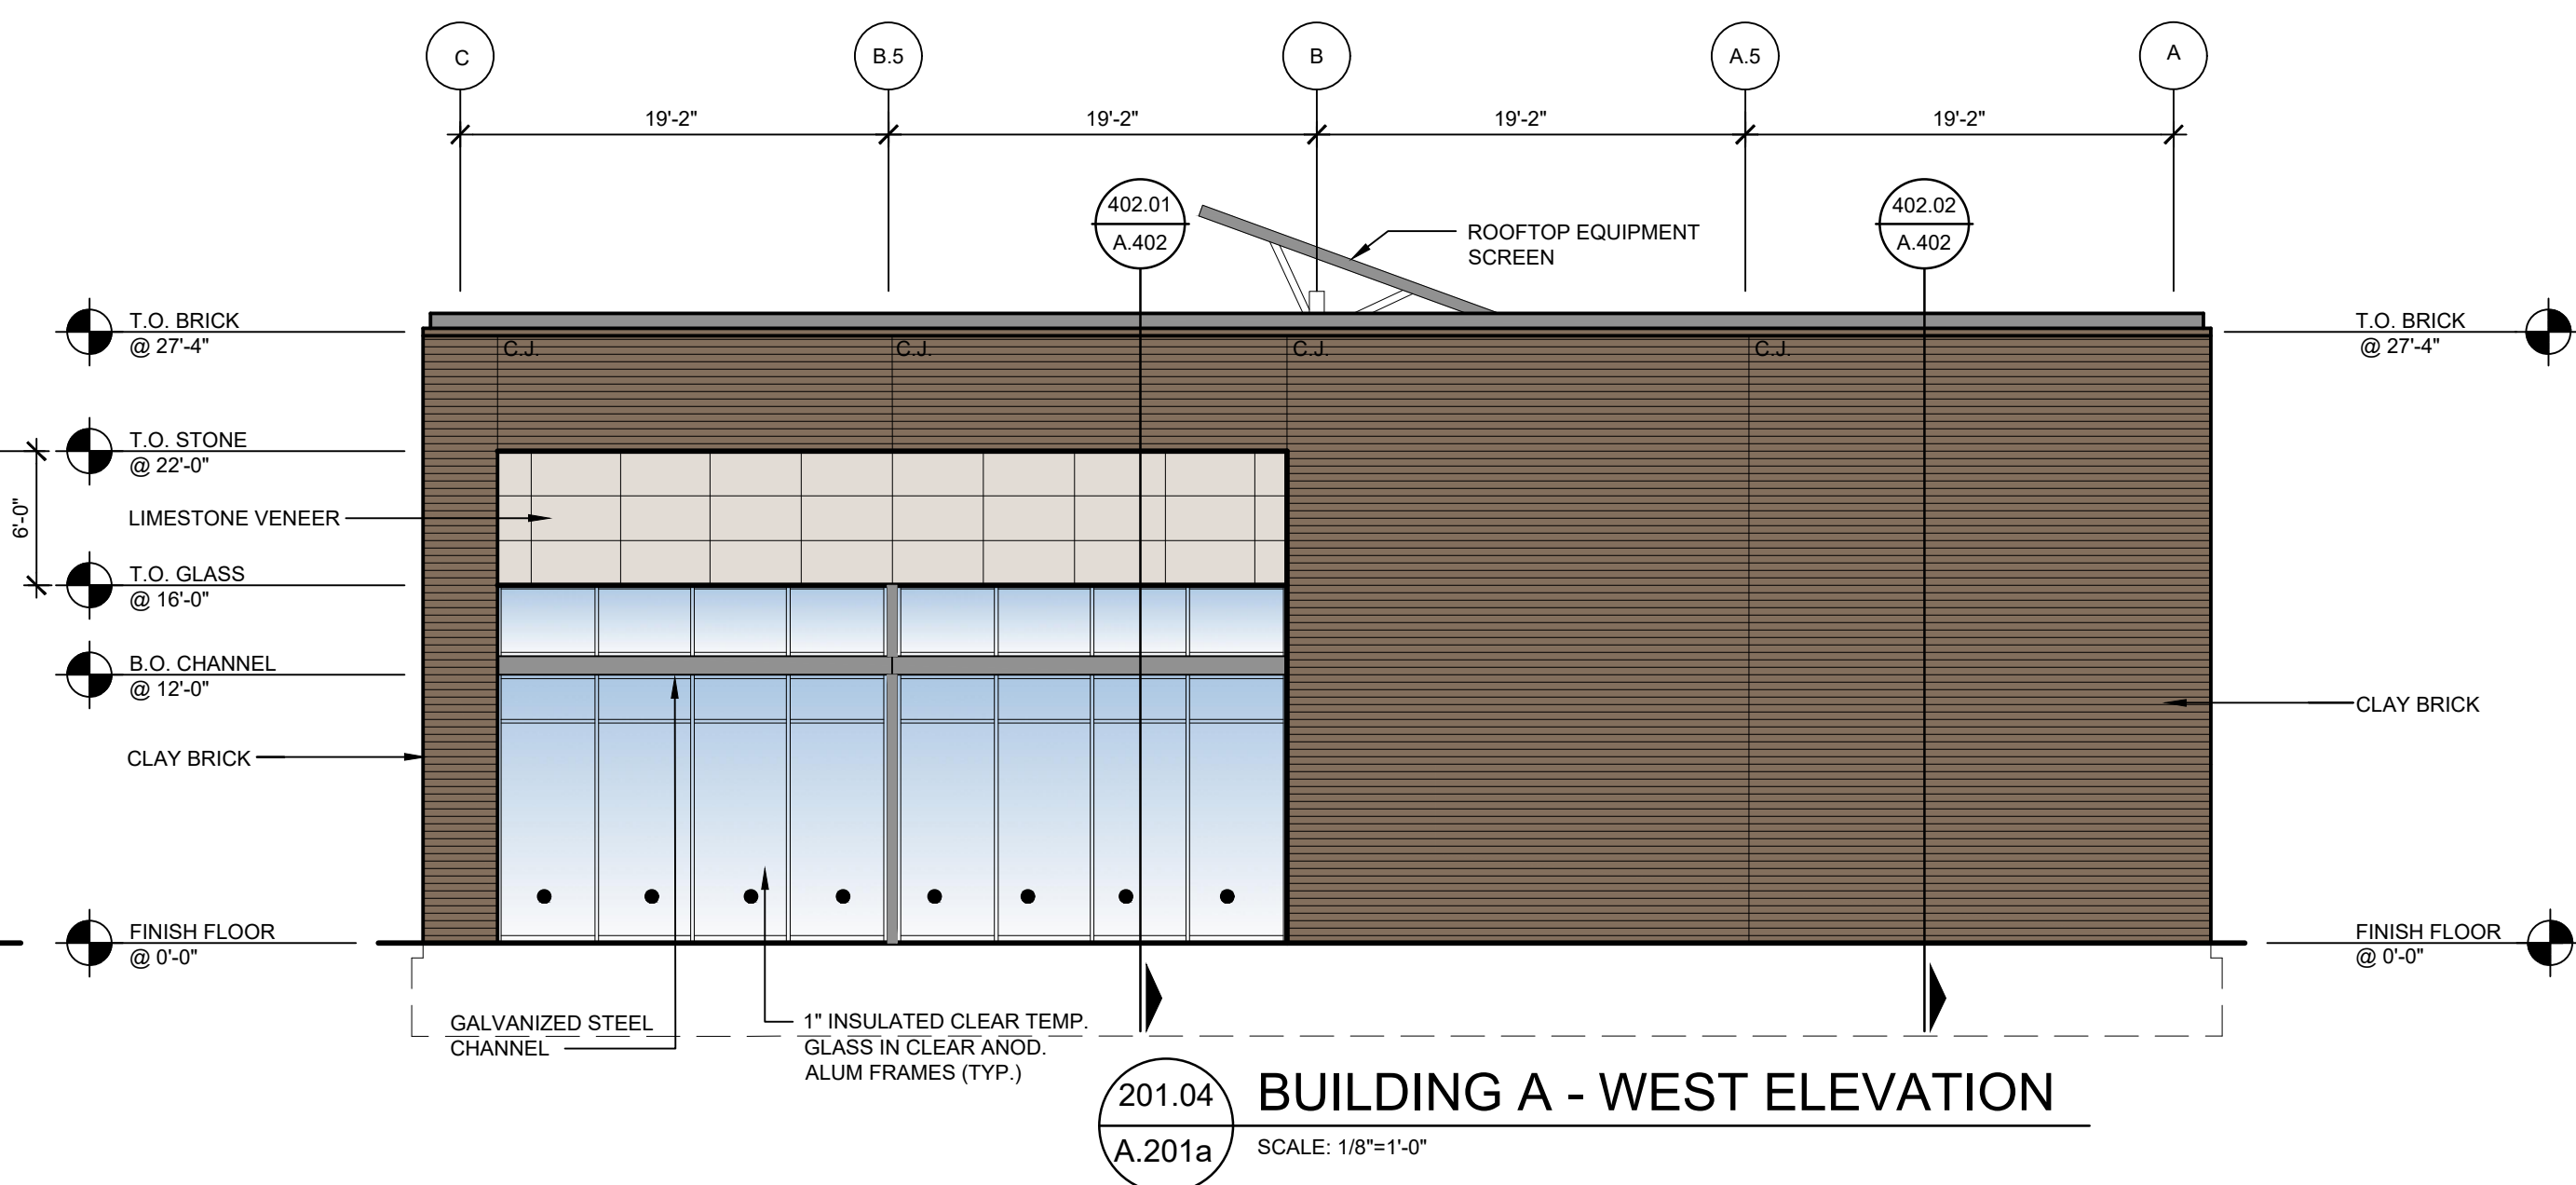 C
B.5
B
A.5
A
19'-2"
19'-2"
19'-2"
19'-2"
402.01
A.402
402.02
A.402
ROOFTOP EQUIPMENT
SCREEN
T.O. BRICK
@ 27'-4"
T.O. BRICK
@ 27'-4"
C.J.
C.J.
C.J.
C.J.
T.O. STONE
@ 22'-0"
6'-0"
LIMESTONE VENEER
T.O. GLASS
@ 16'-0"
B.O. CHANNEL
@ 12'-0"
CLAY BRICK
CLAY BRICK
FINISH FLOOR
@ 0'-0"
FINISH FLOOR
@ 0'-0"
GALVANIZED STEEL
CHANNEL
1" INSULATED CLEAR TEMP.
GLASS IN CLEAR ANOD.
ALUM FRAMES (TYP.)
201.04
A.201a
BUILDING A - WEST ELEVATION
SCALE: 1/8"=1'-0"